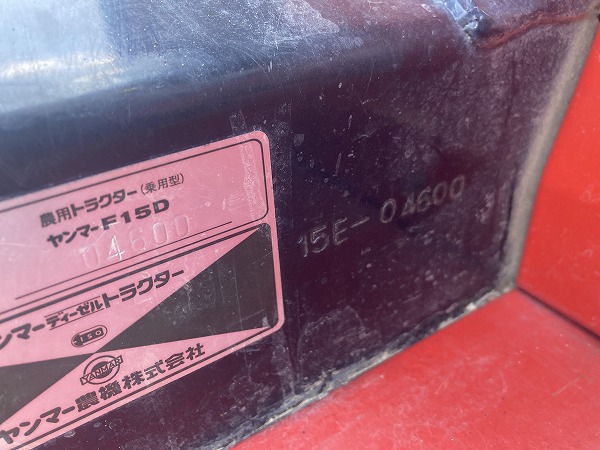 農用トラクター(乗用型)
ヤンマーF15D
04600
ンマーディーゼルトラクター
YANMAR
ヤンマー農機株式会社
15E-04600